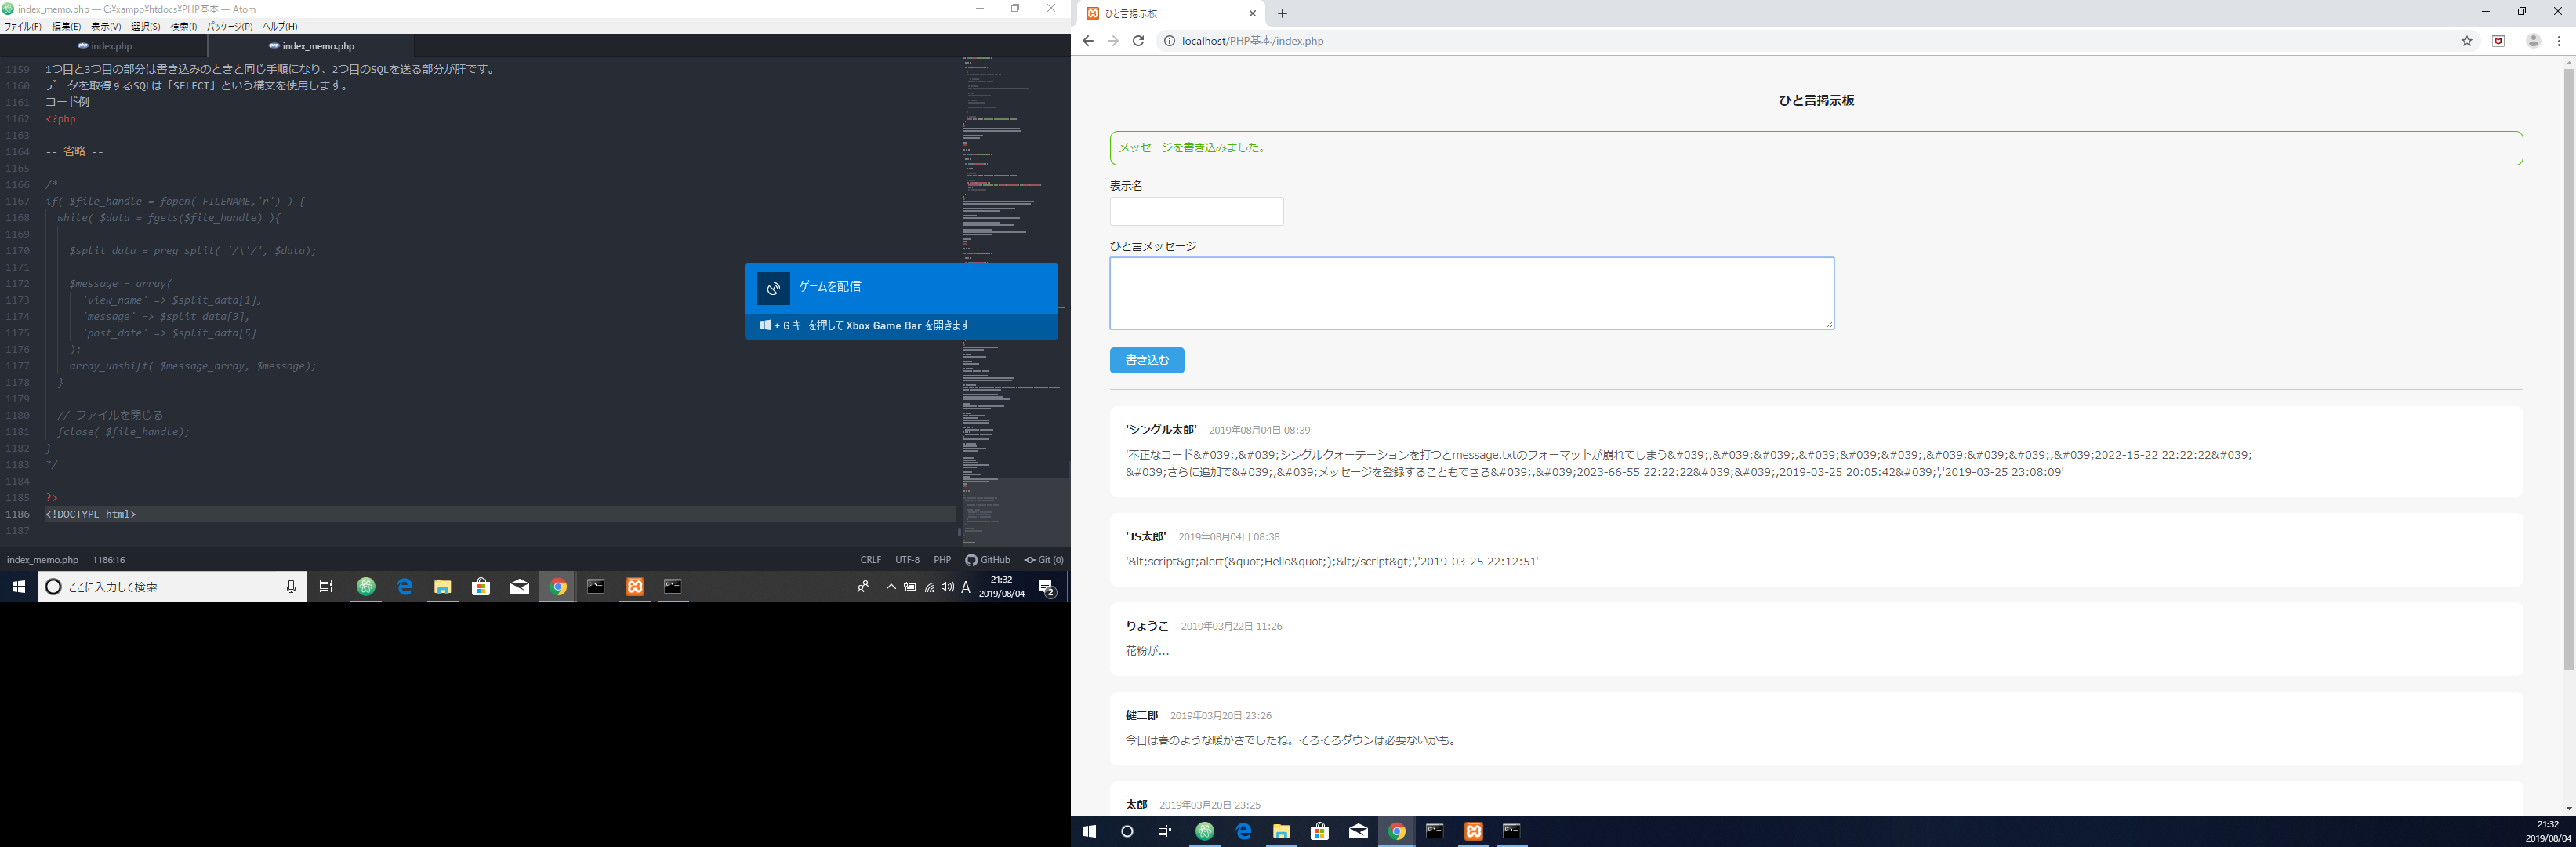 index_memo.php — C:¥xampp¥htdocs¥PHP基本 — Atom
ファイル(F) 編集(E) 表示(V) 選択(S) 検索(I) パッケージ(P) ヘルプ(H)
index.php
index_memo.php
1159 1つ目と3つ目の部分は書き込みのときと同じ手順になり、2つ目のSQLを送る部分が肝です。
1160 データを取得するSQLは「SELECT」という構文を使用します。
1161 コード例
1162 <?php
1163
1164 -- 省略 --
1165
1166 /*
1167 if( $file_handle = fopen( FILENAME,'r') ) {
1168 while( $data = fgets($file_handle) ){
1169
1170 $split_data = preg_split( '/\'/', $data);
1171
1172 $message = array(
1173 'view_name' => $split_data[1],
1174 'message' => $split_data[3],
1175 'post_date' => $split_data[5]
1176 );
1177 array_unshift( $message_array, $message);
1178 }
1179
1180 // ファイルを閉じる
1181 fclose( $file_handle);
1182 }
1183 */
1184
1185 ?>
1186 <!DOCTYPE html>
1187
ゲームを配信
+ G キーを押して Xbox Game Bar を開きます
index_memo.php 1186:16
CRLF UTF-8 PHP GitHub Git (0)
ここに入力して検索
A
21:32
2019/08/04
2
ひと言掲示板
localhost/PHP基本/index.php
ひと言掲示板
メッセージを書き込みました。
表示名
ひと言メッセージ
書き込む
'シングル太郎' 2019年08月04日 08:39
'不正なコード&#039;,&#039;シングルクォーテーションを打つとmessage.txtのフォーマットが崩れてしまう&#039;,&#039;&#039;,&#039;&#039;&#039;,&#039;&#039;&#039;,&#039;2022-15-22 22:22:22&#039;
&#039;さらに追加で&#039;,&#039;メッセージを登録することもできる&#039;,&#039;2023-66-55 22:22:22&#039;&#039;,2019-03-25 20:05:42&#039;','2019-03-25 23:08:09'
'JS太郎' 2019年08月04日 08:38
'&lt;script&gt;alert(&quot;Hello&quot;);&lt;/script&gt;','2019-03-25 22:12:51'
りょうこ 2019年03月22日 11:26
花粉が...
健二郎 2019年03月20日 23:26
今日は春のような暖かさでしたね。そろそろダウンは必要ないかも。
太郎 2019年03月20日 23:25
21:32
2019/08/04